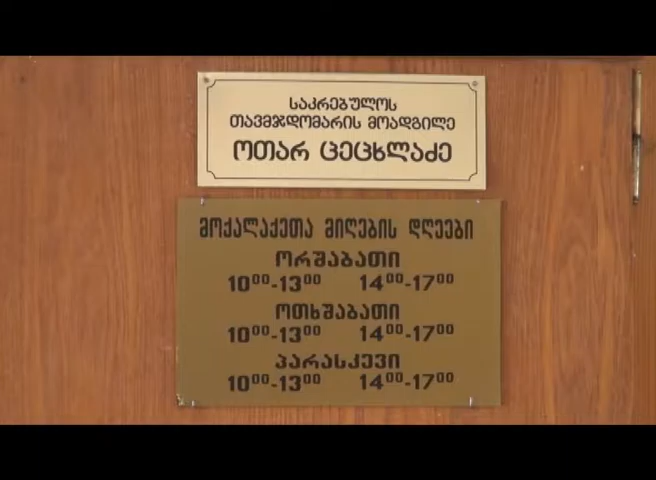 საკრებულოს
თავმჯდომარის მოადგილე
ოთარ ცეცხლაძე
მოქალაქეთა მიღების დღეები
ორშაბათი
10⁰⁰-13⁰⁰ 14⁰⁰-17⁰⁰
ოთხშაბათი
10⁰⁰-13⁰⁰ 14⁰⁰-17⁰⁰
პარასკევი
10⁰⁰-13⁰⁰ 14⁰⁰-17⁰⁰